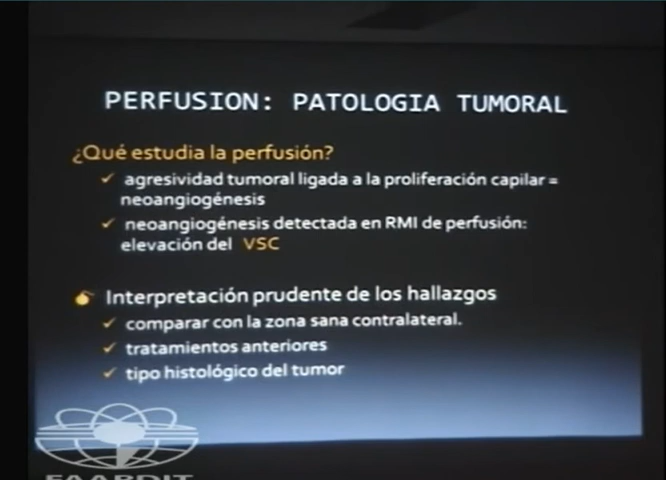 PERFUSION: PATOLOGIA TUMORAL
¿Qué estudia la perfusión?
agresividad tumoral ligada a la proliferación capilar =
neoangiogénesis
neoangiogénesis detectada en RMI de perfusión:
elevación del VSC
Interpretación prudente de los hallazgos
comparar con la zona sana contralateral.
tratamientos anteriores
tipo histológico del tumor
FAARDIT